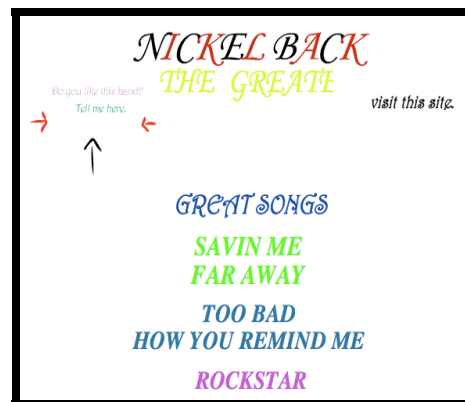 NICKEL BACK
THE GREATE
Do you like this band?
Tell me here.
visit this site.
GREAT SONGS
SAVIN ME
FAR AWAY
TOO BAD
HOW YOU REMIND ME
ROCKSTAR